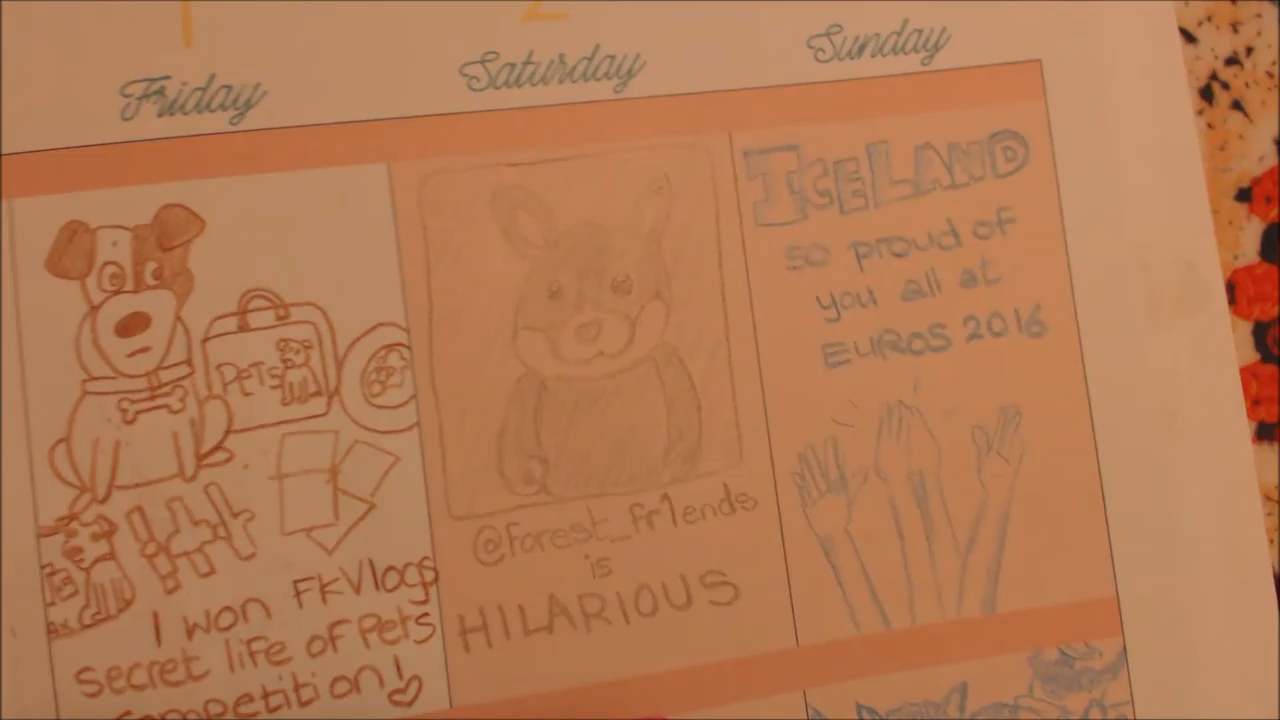 Friday
Saturday
Sunday
PETS
I won FKVlogs
secret life of Pets
competition!
@forest_fr1ends
is
HILARIOUS
ICELAND
so proud of
you all at
EUROS 2016